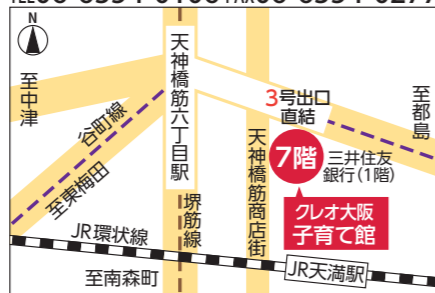 N
至中津
谷町線
至東梅田
天神橋筋六丁目駅
堺筋線
3号出口
直結
至都島
7階
三井住友
銀行(1階)
天神橋筋商店街
クレオ大阪
子育て館
JR環状線
至南森町
JR天満駅